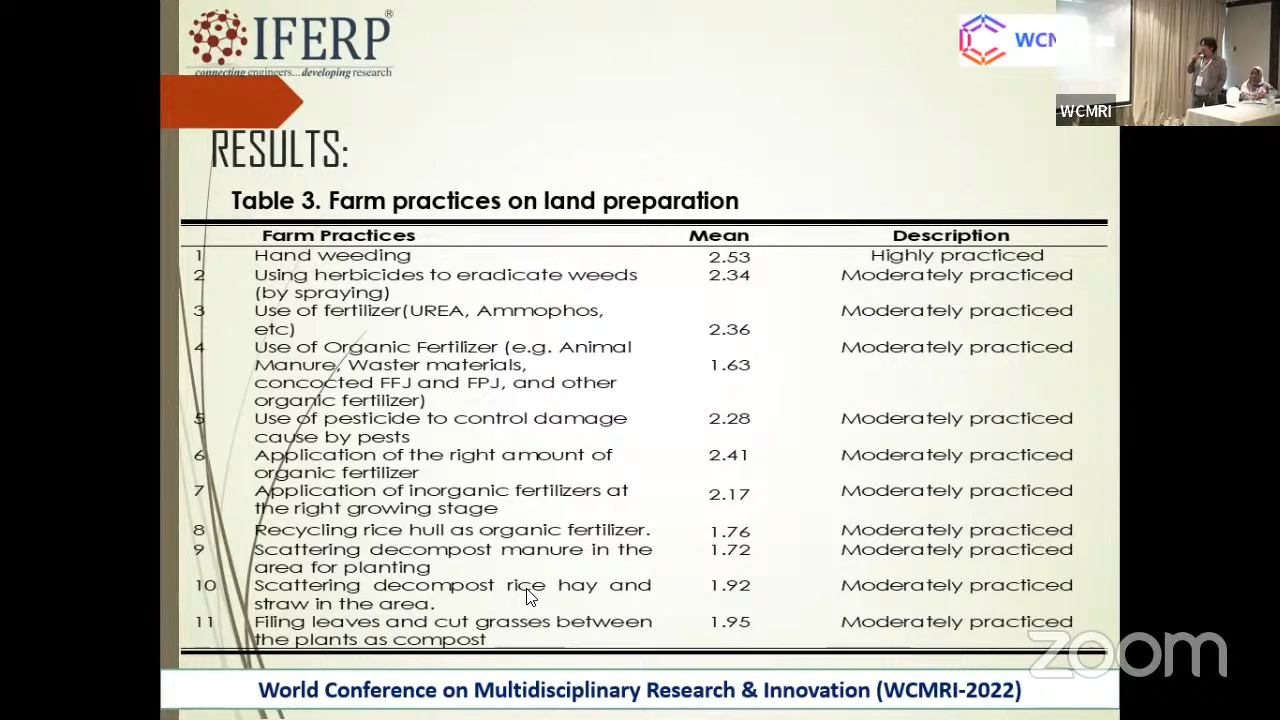 IFERP®
connecting engineers...developing research
WCMRI
RESULTS:
Table 3. Farm practices on land preparation
Farm Practices Mean Description
1 Hand weeding 2.53 Highly practiced
2 Using herbicides to eradicate weeds 2.34 Moderately practiced
(by spraying)
3 Use of fertilizer(UREA, Ammophos, Moderately practiced
etc) 2.36
4 Use of Organic Fertilizer (e.g. Animal Moderately practiced
Manure, Waster materials, 1.63
concocted FFJ and FPJ, and other
organic fertilizer)
5 Use of pesticide to control damage 2.28 Moderately practiced
cause by pests
6 Application of the right amount of 2.41 Moderately practiced
organic fertilizer
7 Application of inorganic fertilizers at 2.17 Moderately practiced
the right growing stage
8 Recycling rice hull as organic fertilizer. 1.76 Moderately practiced
9 Scattering decompost manure in the 1.72 Moderately practiced
area for planting
10 Scattering decompost rice hay and 1.92 Moderately practiced
straw in the area.
11 Filing leaves and cut grasses between 1.95 Moderately practiced
the plants as compost
zoom
World Conference on Multidisciplinary Research & Innovation (WCMRI-2022)